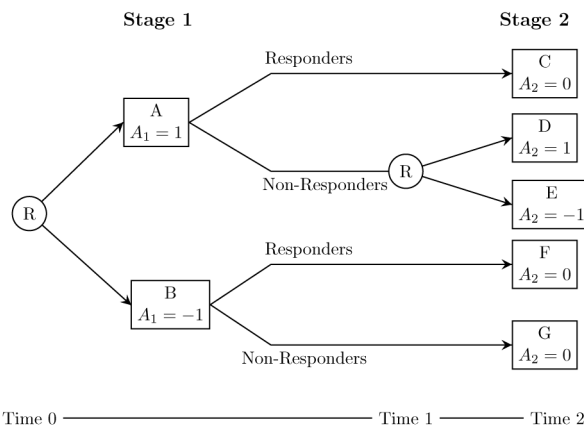 Stage 1
Stage 2
Responders
C
A₂ = 0
A
A₁ = 1
D
A₂ = 1
R
Non-Responders
E
A₂ = −1
R
Responders
F
A₂ = 0
B
A₁ = −1
G
A₂ = 0
Non-Responders
Time 0
Time 1
Time 2